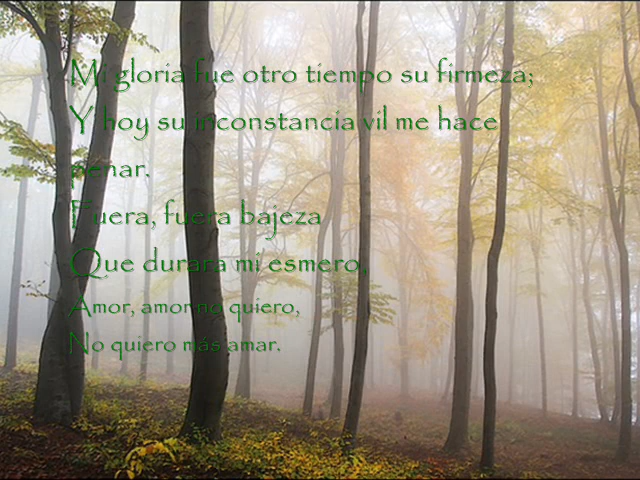 Mi gloria fue otro tiempo su firmeza;
Y hoy su inconstancia vil me hace
penar.
Fuera, fuera bajeza
Que durara mi esmero,
Amor, amor no quiero,
No quiero más amar.